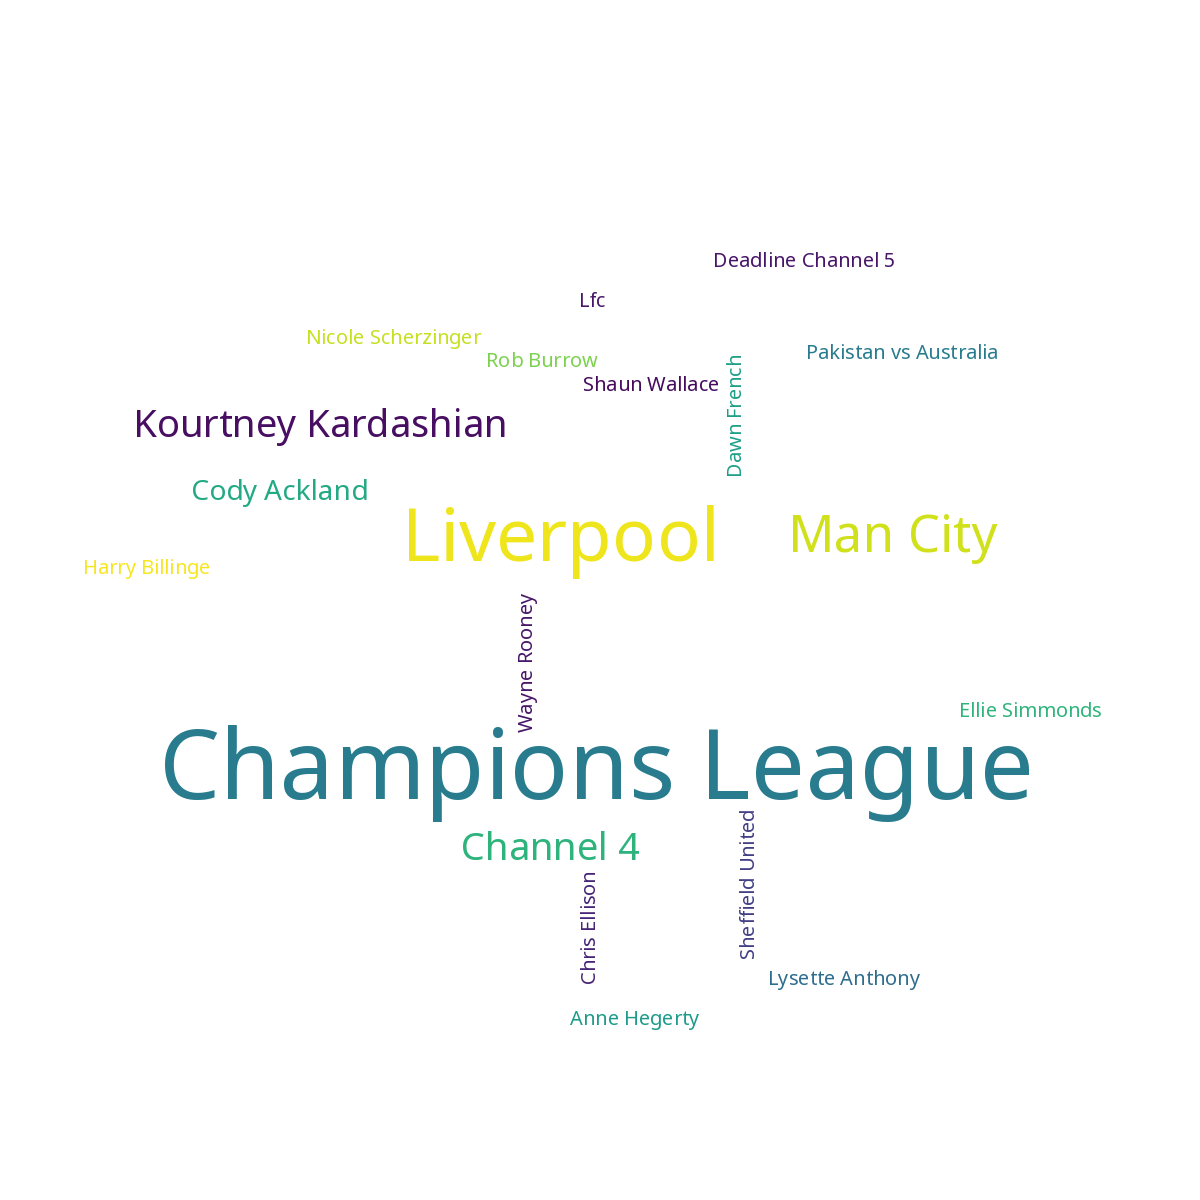 Deadline Channel 5
Lfc
Nicole Scherzinger
Rob Burrow
Pakistan vs Australia
Shaun Wallace
Dawn French
Kourtney Kardashian
Cody Ackland
Liverpool
Man City
Harry Billinge
Wayne Rooney
Ellie Simmonds
Champions League
Channel 4
Sheffield United
Chris Ellison
Lysette Anthony
Anne Hegerty